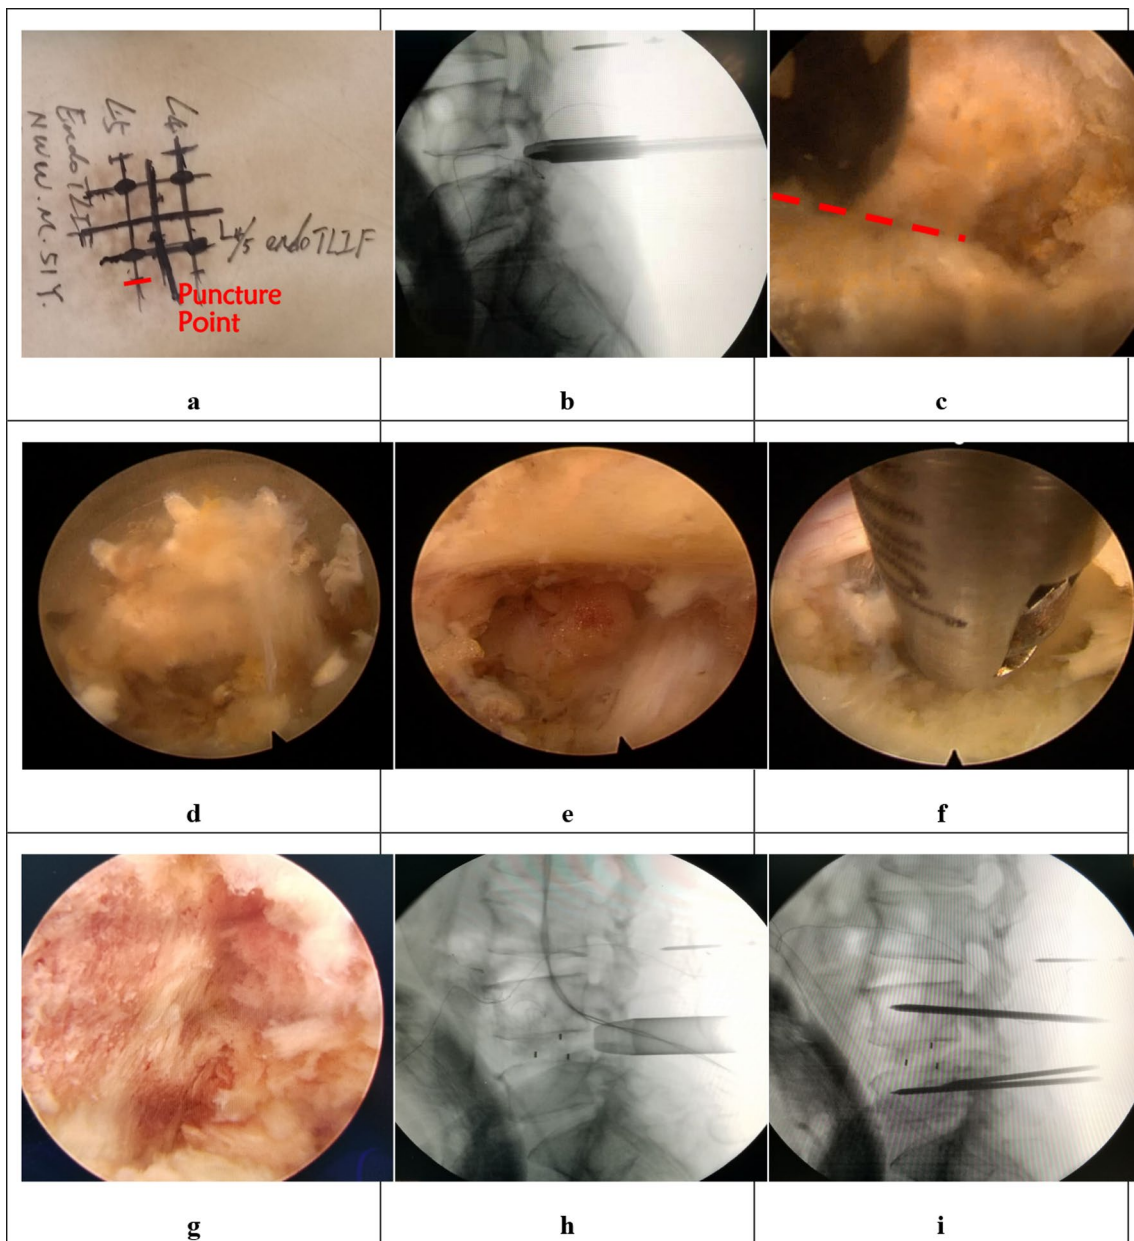 L4
L5
Endo TLIF
NWW.M.51Y.
L4/5 endoTLIF
Puncture
Point
a
b
c
d
e
f
g
h
i